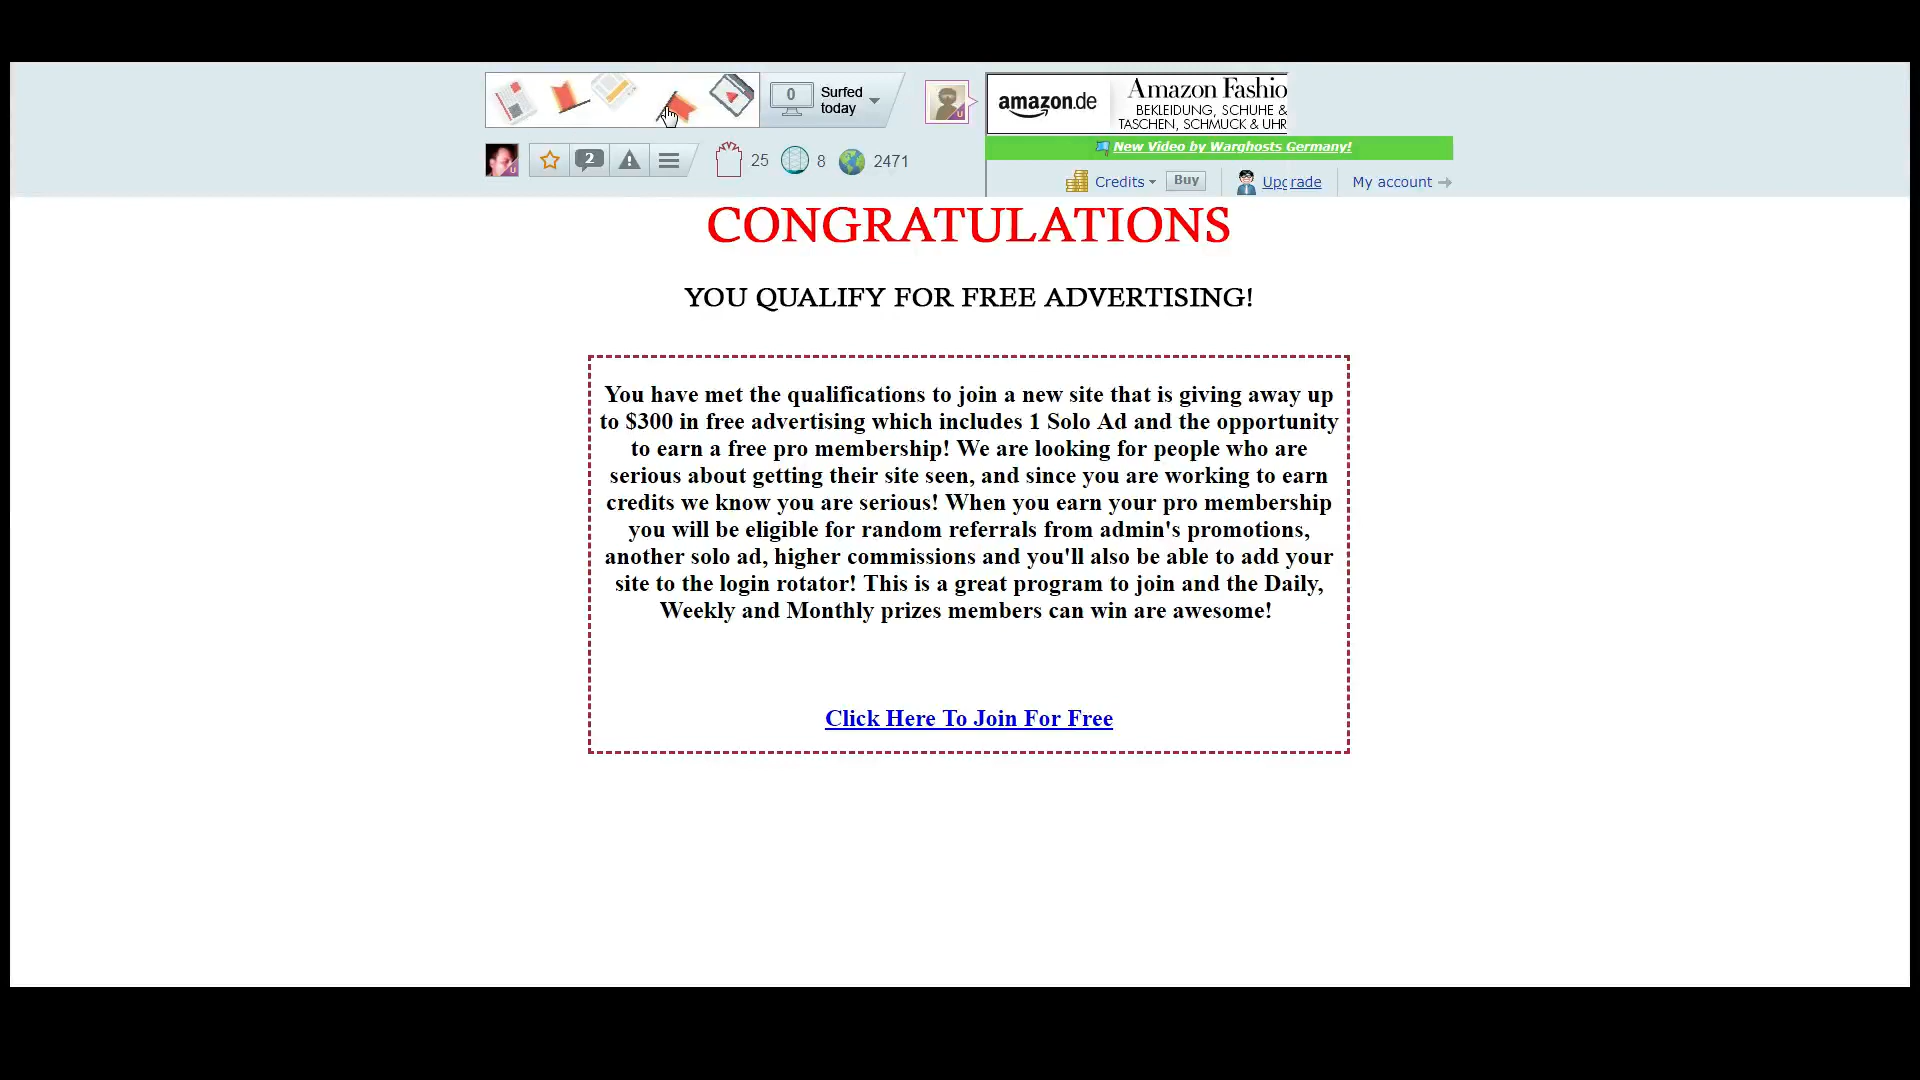 0
Surfed
today
amazon.de
Amazon Fashio
BEKLEIDUNG, SCHUHE &
TASCHEN, SCHMUCK & UHR
New Video by Warghosts Germany!
2
25
8
2471
Credits
Buy
Upgrade
My account
CONGRATULATIONS
YOU QUALIFY FOR FREE ADVERTISING!
You have met the qualifications to join a new site that is giving away up
to $300 in free advertising which includes 1 Solo Ad and the opportunity
to earn a free pro membership! We are looking for people who are
serious about getting their site seen, and since you are working to earn
credits we know you are serious! When you earn your pro membership
you will be eligible for random referrals from admin's promotions,
another solo ad, higher commissions and you'll also be able to add your
site to the login rotator! This is a great program to join and the Daily,
Weekly and Monthly prizes members can win are awesome!
Click Here To Join For Free